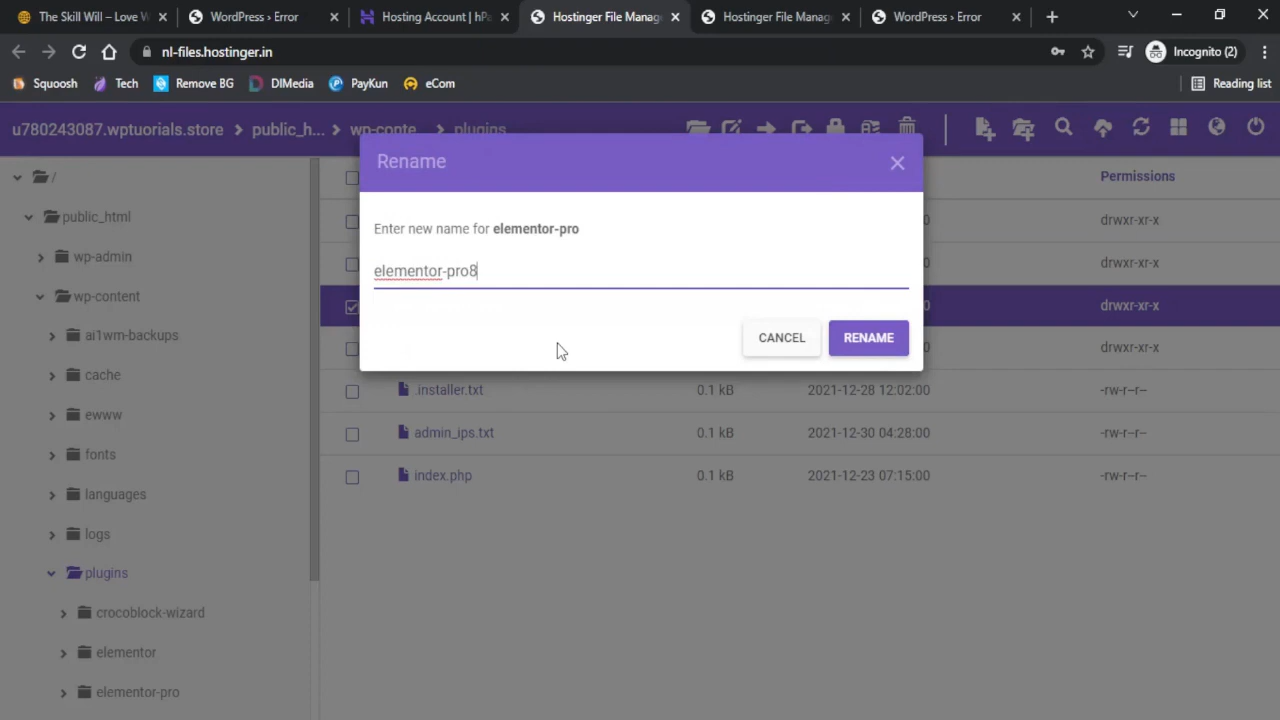 The Skill Will – Love W
WordPress › Error
Hosting Account | hPa
Hostinger File Manag
Hostinger File Manag
WordPress › Error
nl-files.hostinger.in
Incognito (2)
Squoosh
Tech
Remove BG
DIMedia
PayKun
eCom
Reading list
u780243087.wptuorials.store
public_h...
wp-conte
plugins
Rename
Permissions
/
public_html
wp-admin
wp-content
ai1wm-backups
cache
ewww
fonts
languages
logs
plugins
crocoblock-wizard
elementor
elementor-pro
Enter new name for elementor-pro
elementor-pro8
CANCEL
RENAME
0 drwxr-xr-x
0 drwxr-xr-x
0 drwxr-xr-x
0 drwxr-xr-x
.installer.txt 0.1 kB 2021-12-28 12:02:00 -rw-r--r--
admin_ips.txt 0.1 kB 2021-12-30 04:28:00 -rw-r--r--
index.php 0.1 kB 2021-12-23 07:15:00 -rw-r--r--